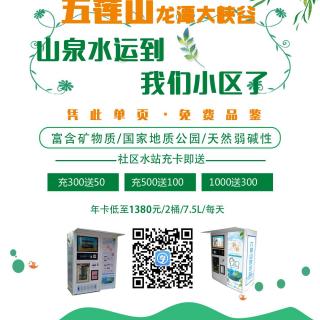 五莲山龙潭大峡谷
山泉水运到
我们小区了
凭此单页·免费品鉴
富含矿物质/国家地质公园/天然弱碱性
社区水站充卡即送
充300送50 充500送100 1000送300
年卡低至1380元/2桶/7.5L/每天